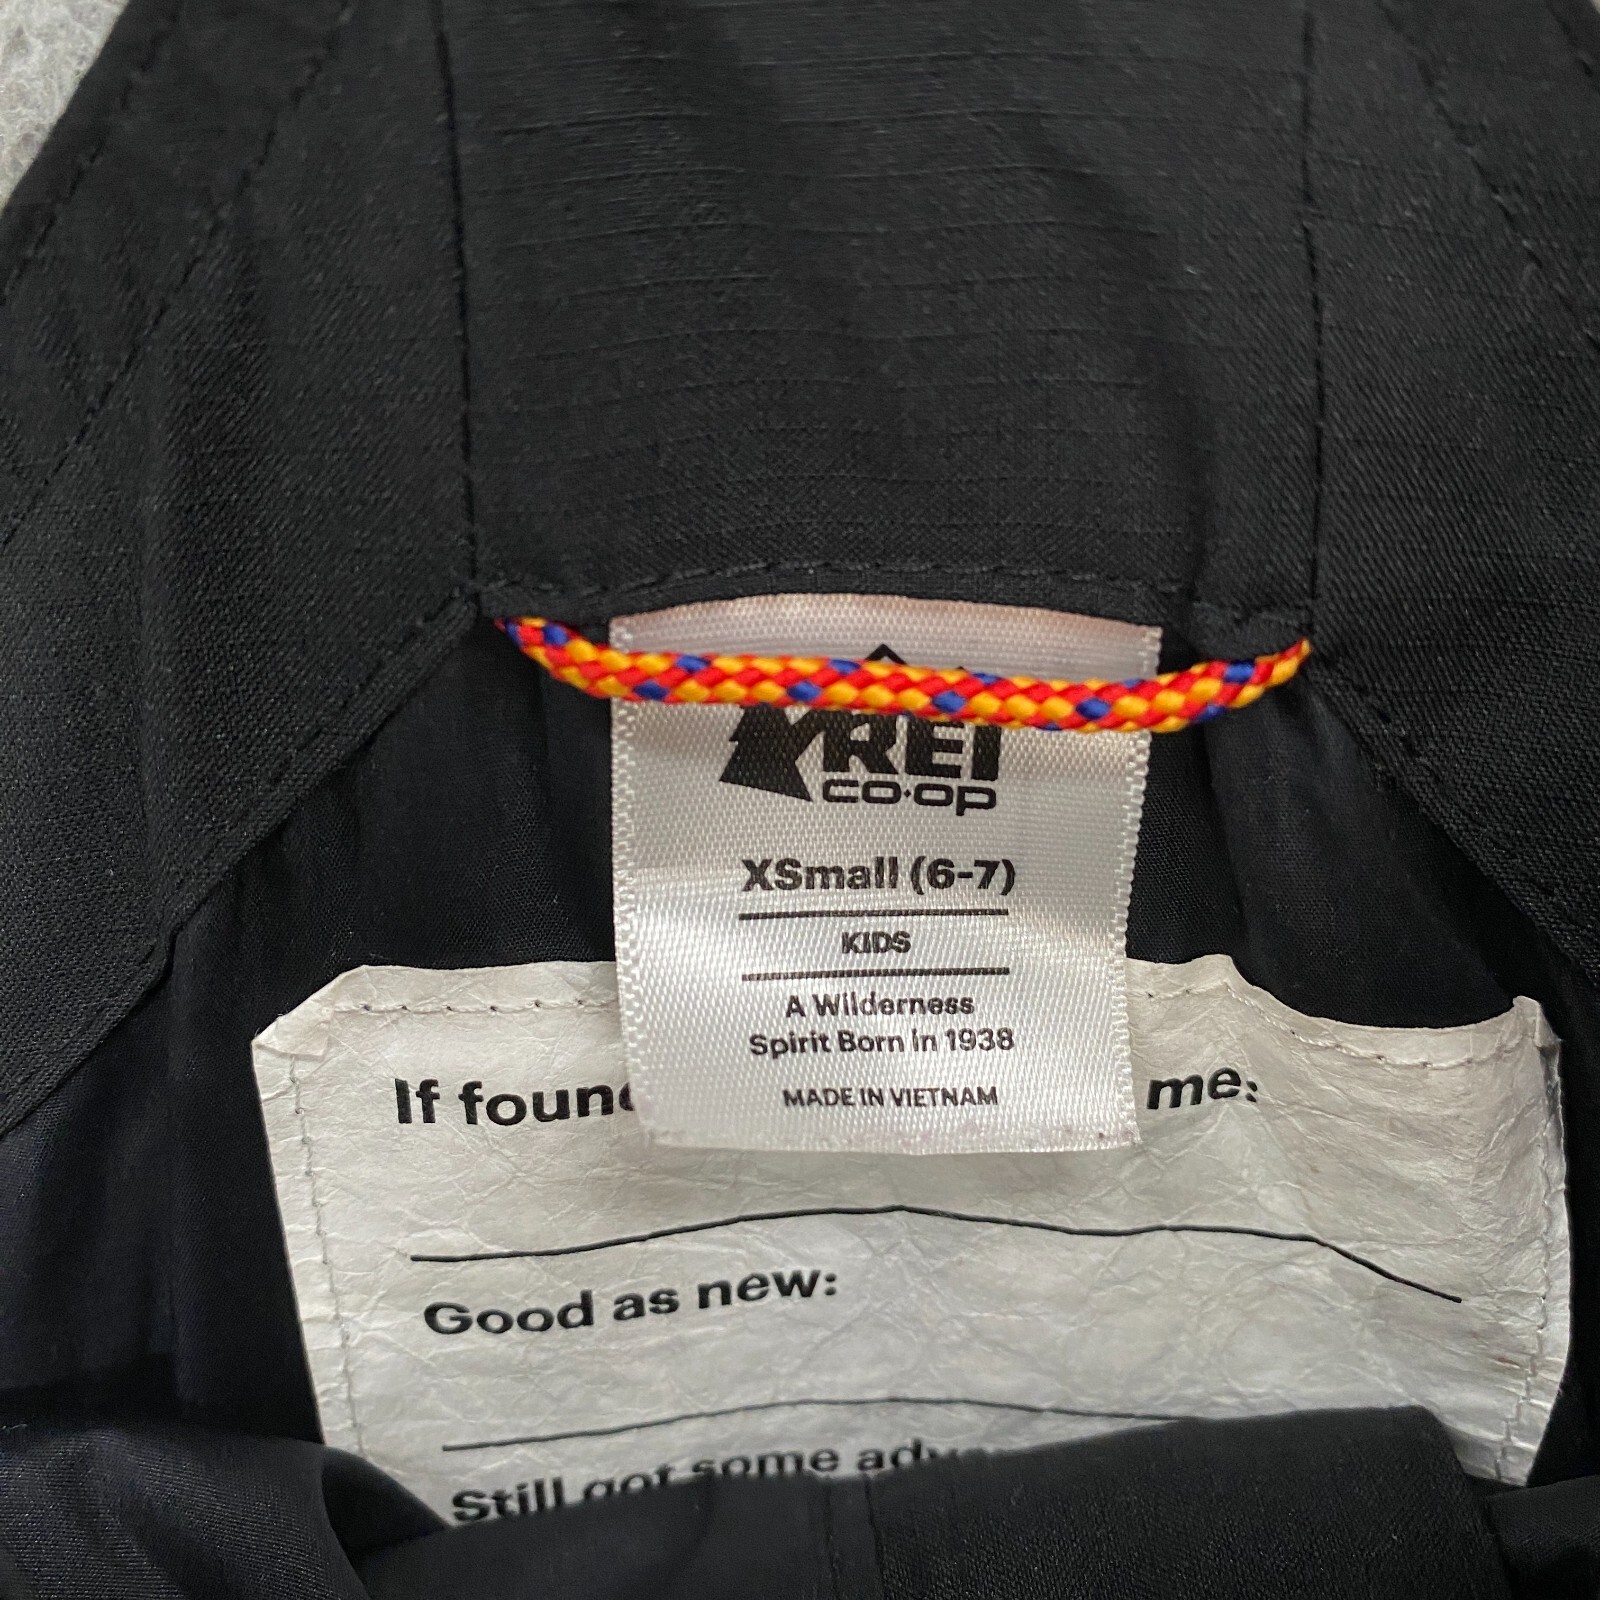 REI
co·op
XSmall (6-7)
KIDS
A Wilderness
Spirit Born in 1938
MADE IN VIETNAM
If me:
Good as new:
Still got some